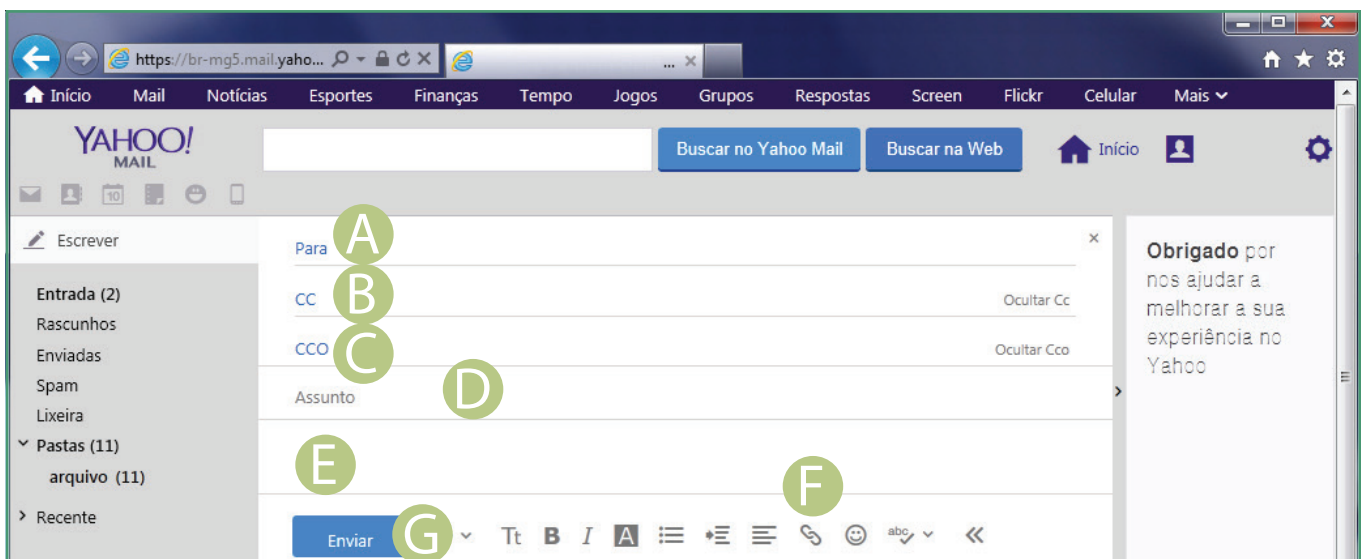 https://br-mg5.mail.yaho... ...
Início Mail Notícias Esportes Finanças Tempo Jogos Grupos Respostas Screen Flickr Celular Mais
YAHOO! MAIL
Buscar no Yahoo Mail Buscar na Web Início
10
Escrever
Entrada (2)
Rascunhos
Enviadas
Spam
Lixeira
Pastas (11)
arquivo (11)
Recente
Para A
CC B Ocultar Cc
CCO C Ocultar Cco
Assunto D
E
F
Enviar G Tt B I A abc
Obrigado por
nos ajudar a
melhorar a sua
experiência no
Yahoo